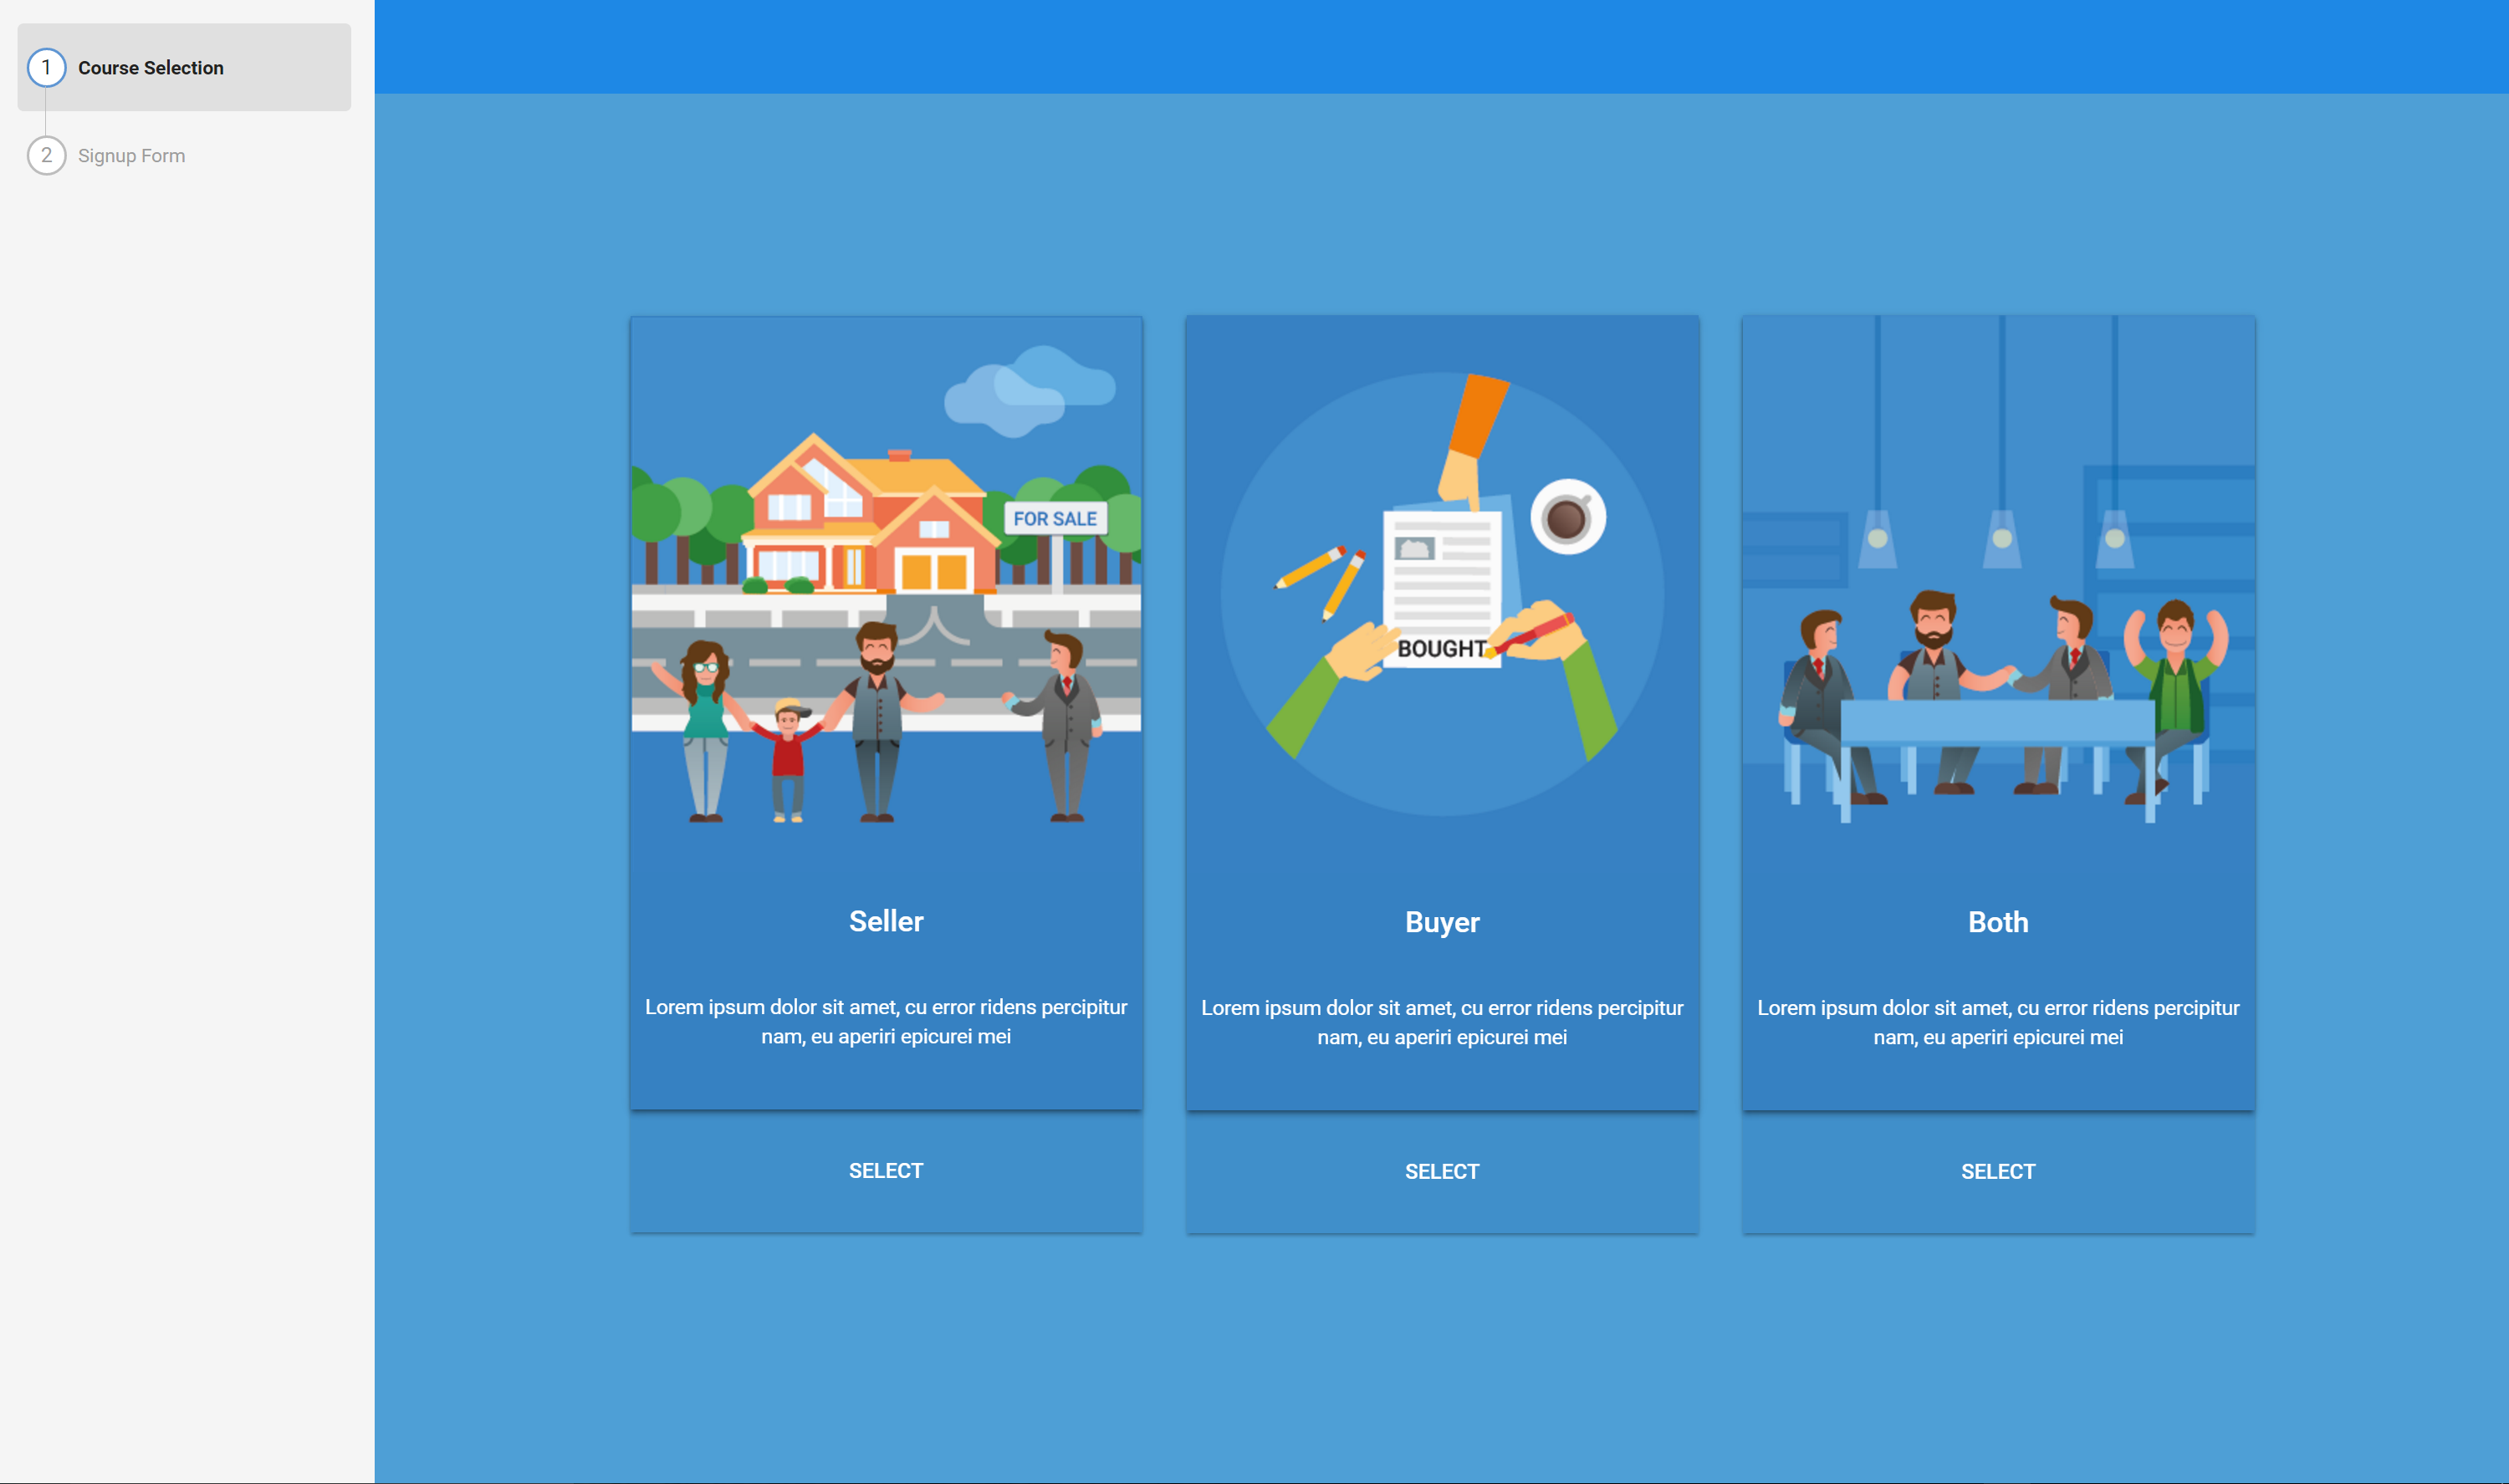 1 Course Selection
2 Signup Form
FOR SALE
Seller
Lorem ipsum dolor sit amet, cu error ridens percipitur
nam, eu aperiri epicurei mei
SELECT
BOUGHT
Buyer
Lorem ipsum dolor sit amet, cu error ridens percipitur
nam, eu aperiri epicurei mei
SELECT
Both
Lorem ipsum dolor sit amet, cu error ridens percipitur
nam, eu aperiri epicurei mei
SELECT